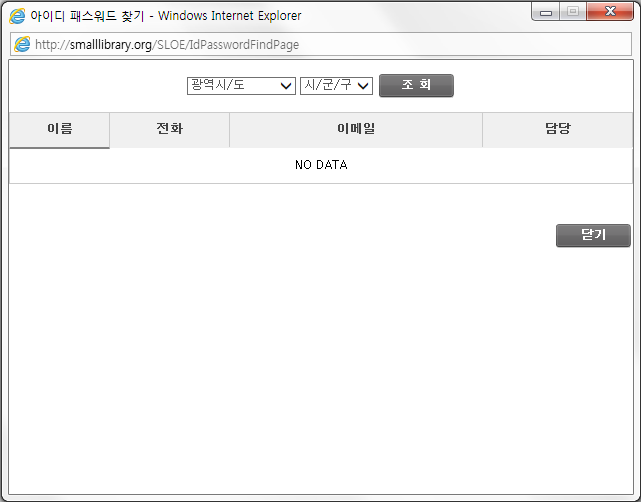 아이디 패스워드 찾기 - Windows Internet Explorer
http://smalllibrary.org/SLOE/IdPasswordFindPage
광역시/도 시/군/구 조 회
이름 전화 이메일 담당
NO DATA
닫기